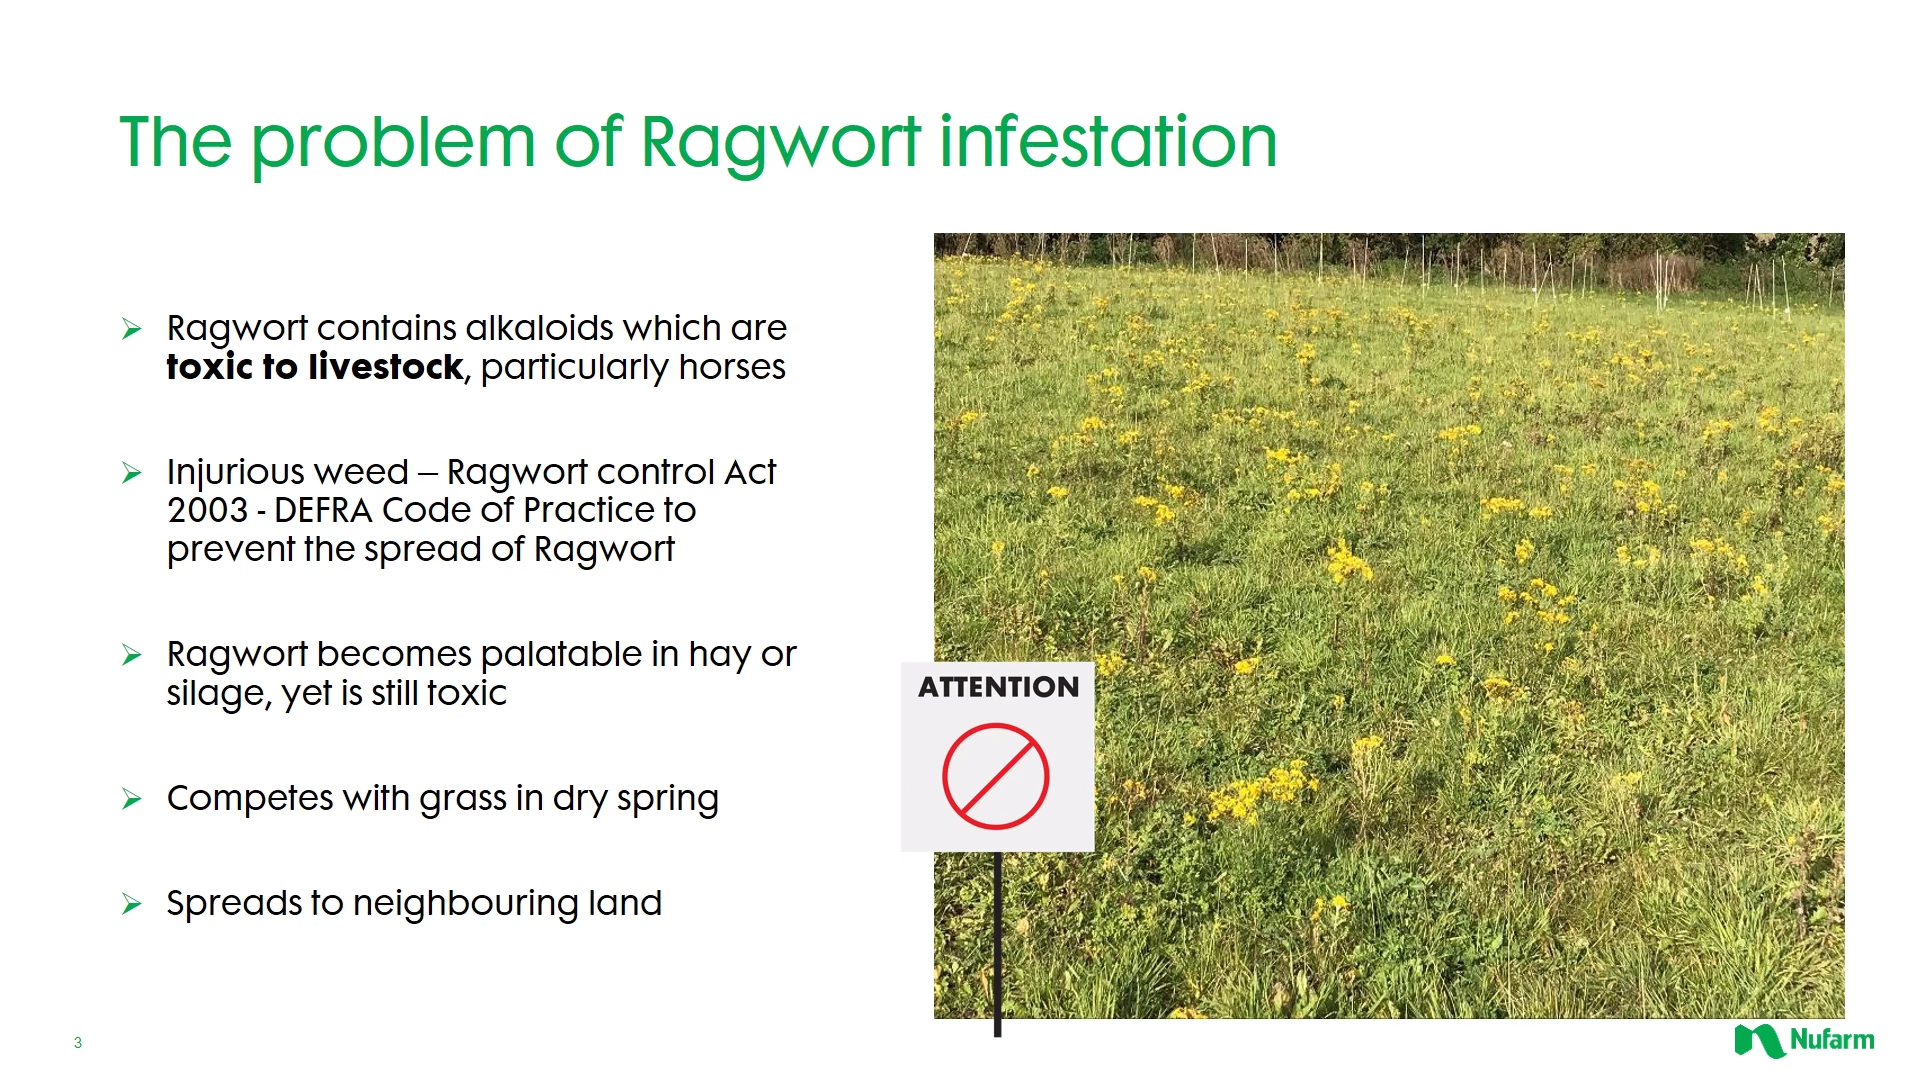 The problem of Ragwort infestation
Ragwort contains alkaloids which are
toxic to livestock, particularly horses
Injurious weed – Ragwort control Act
2003 - DEFRA Code of Practice to
prevent the spread of Ragwort
Ragwort becomes palatable in hay or
silage, yet is still toxic
Competes with grass in dry spring
Spreads to neighbouring land
ATTENTION
3
Nufarm